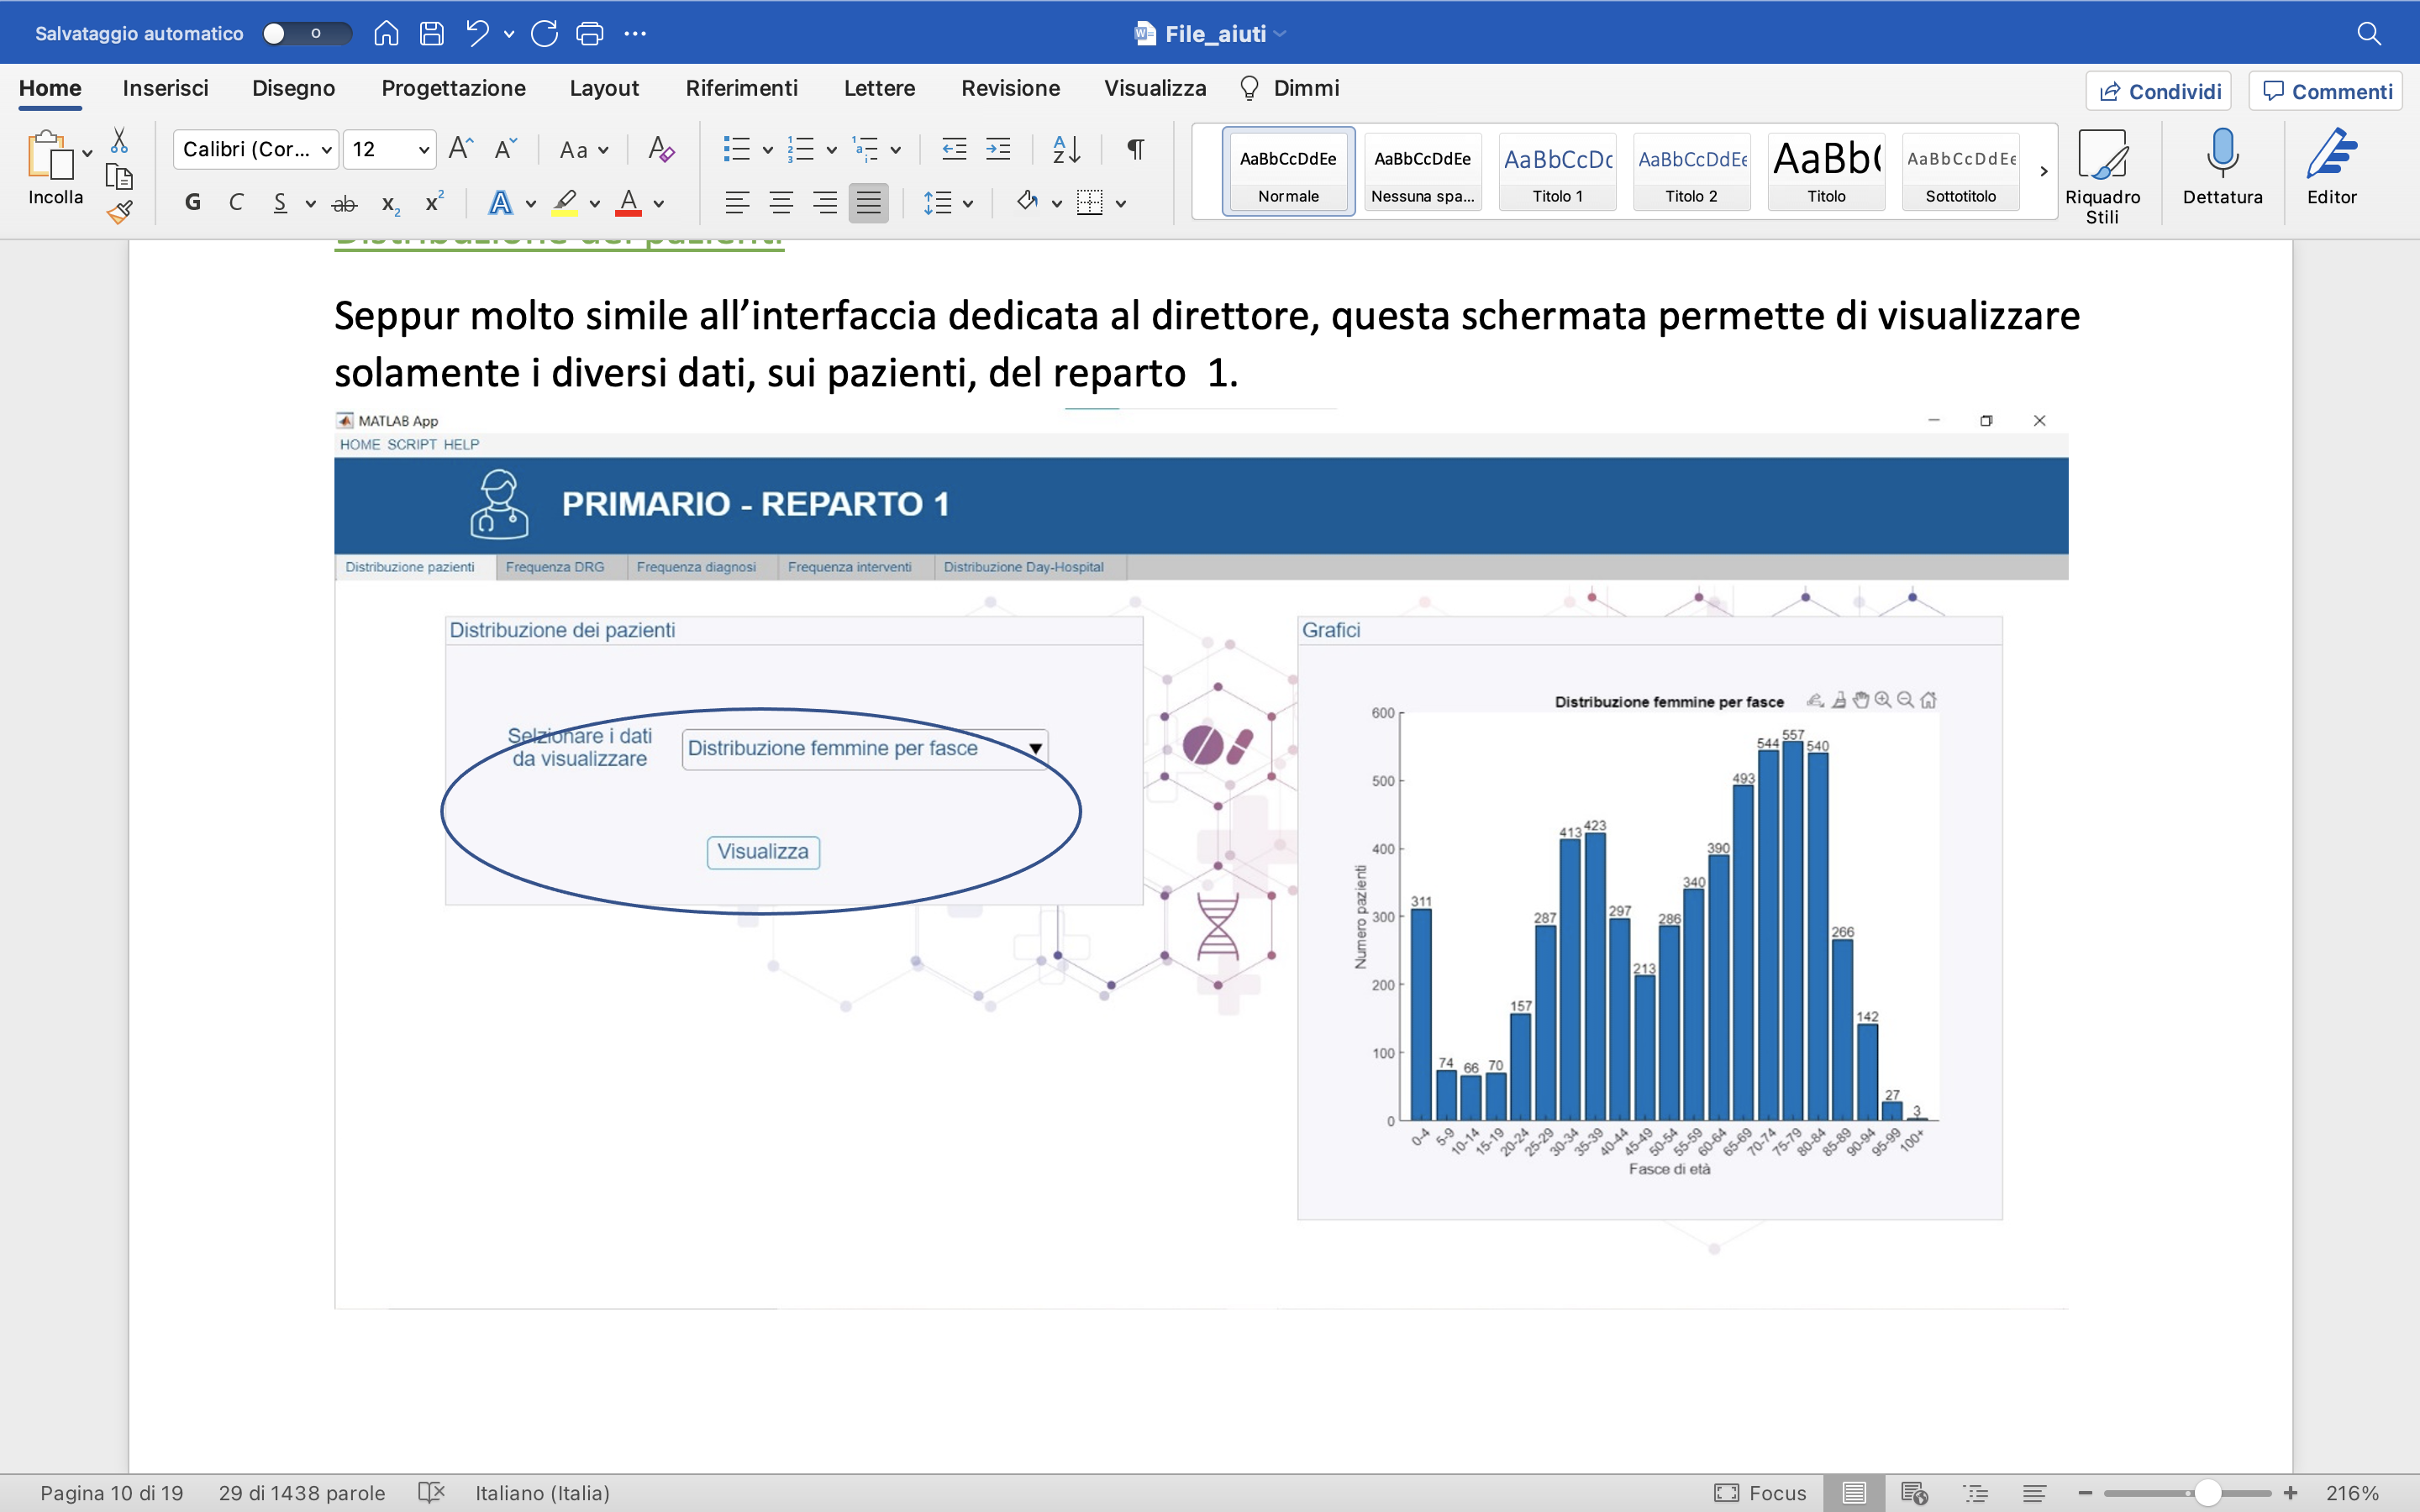 Salvataggio automatico
File_aiuti
Home Inserisci Disegno Progettazione Layout Riferimenti Lettere Revisione Visualizza Dimmi Condividi Commenti
Incolla
Calibri (Cor... 12
AaBbCcDdEe AaBbCcDdEe AaBbCcDc AaBbCcDdEe AaBb( AaBbCcDdEe
Normale Nessuna spa... Titolo 1 Titolo 2 Titolo Sottotitolo
Riquadro Stili
Dettatura
Editor
Distribuzione dei pazienti
Seppur molto simile all’interfaccia dedicata al direttore, questa schermata permette di visualizzare
solamente i diversi dati, sui pazienti, del reparto 1.
MATLAB App
HOME SCRIPT HELP
PRIMARIO - REPARTO 1
Distribuzione pazienti Frequenza DRG Frequenza diagnosi Frequenza interventi Distribuzione Day-Hospital
Distribuzione dei pazienti
Selzionare i dati
da visualizzare
Distribuzione femmine per fasce
Visualizza
Grafici
Distribuzione femmine per fasce
600
500
400
300
200
100
0
Numero pazienti
311 74 66 70 157 287 413 423 297 213 286 340 390 493 544 557 540 266 142 27 3
0-4 5-9 10-14 15-19 20-24 25-29 30-34 35-39 40-44 45-49 50-54 55-59 60-64 65-69 70-74 75-79 80-84 85-89 90-94 95-99 100+
Fasce di età
Pagina 10 di 19 29 di 1438 parole Italiano (Italia) Focus 216%